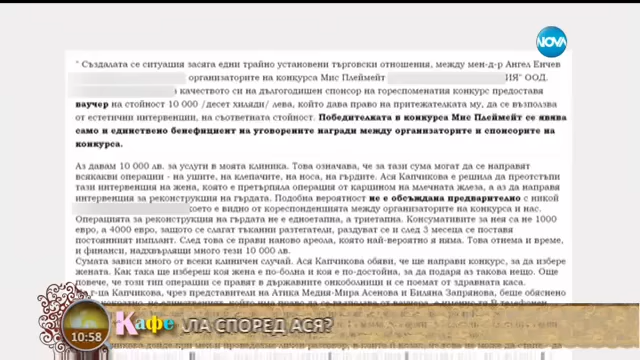 NOVA
" Създалата се ситуация засяга едни трайно установени търговски отношения, между мен-д-р Ангел Енчев
организаторите на конкурса Мис Плеймейт ИЯ" ООД.
в качеството си на дългогодишен спонсор на гореспоменатия конкурс предоставя
ваучер на стойност 10 000 /десет хиляди/ лева, който дава право на притежателката му, да се възползва
от естетични интервенции, на съответната стойност. Победителката в конкурса Мис Плеймейт се явява
само и единствено бенефициент на уговорените награди между организаторите и спонсорите на
конкурса.
Аз давам 10 000 лв. за услуги в моята клиника. Това означава, че за тази сума могат да се направят
всякакви операции - на ушите, на клепачите, на носа, на гърдите. Ася Капчикова е решила да преотстъпи
тази интервенция на жена, която е претърпяла операция от карцином на млечната жлеза, а аз да направя
интервенция за реконструкция на гърдата. Подобна вероятност не е обсъждана предварително с никой
което е видно от кореспонденцията между организаторите на конкурса и нас.
Операцията за реконструкция на гърдата не е едноетапна, а триетапна. Консумативите за нея са не 1000
евро, а 4000 евро, защото се слагат тъканни разтегатели, раздуват се и след 3 месеца се поставя
постоянният имплант. След това се прави наново ареола, която най-вероятно я няма. Това отнема и време,
и финанси, надхвърлящи много тези 10 000 лв.
Сумата зависи много от всеки клиничен случай. Ася Капчикова обяви, че ще направи конкурс, за да избере
жената. Как така ще избереш коя жена е по-болна и коя е по-достойна, за да подаря аз такова нещо. Още
повече, че този тип операции се правят в държавните онкоболници и се поемат от здравната каса.
г-ца Капчикова, чрез представители на Атика Медиа-Мира Асенова и Биляна Запрянова, беше обяснено
10:58 Кафе ЛА СПОРЕД АСЯ?